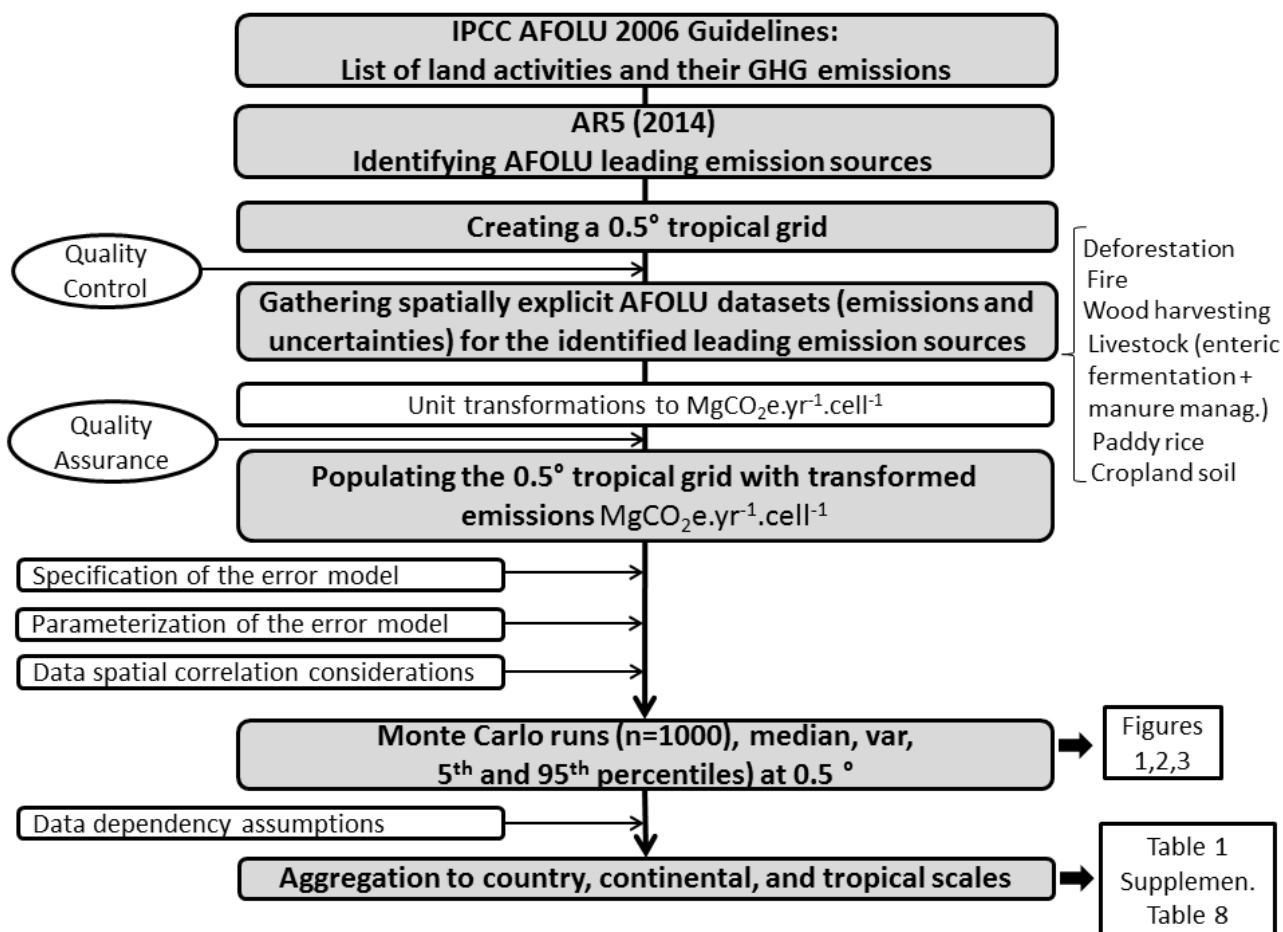 IPCC AFOLU 2006 Guidelines:
List of land activities and their GHG emissions
AR5 (2014)
Identifying AFOLU leading emission sources
Creating a 0.5° tropical grid
Quality
Control
Gathering spatially explicit AFOLU datasets (emissions and
uncertainties) for the identified leading emission sources
Deforestation
Fire
Wood harvesting
Livestock (enteric
fermentation +
manure manag.)
Paddy rice
Cropland soil
Unit transformations to MgCO₂e.yr⁻¹.cell⁻¹
Quality
Assurance
Populating the 0.5° tropical grid with transformed
emissions MgCO₂e.yr⁻¹.cell⁻¹
Specification of the error model
Parameterization of the error model
Data spatial correlation considerations
Monte Carlo runs (n=1000), median, var,
5th and 95th percentiles) at 0.5 °
Figures
1,2,3
Data dependency assumptions
Aggregation to country, continental, and tropical scales
Table 1
Supplemen.
Table 8